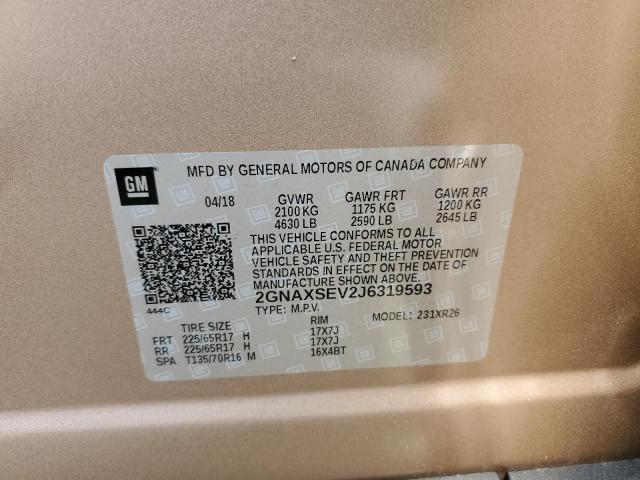 GM
MFD BY GENERAL MOTORS OF CANADA COMPANY
04/18 GVWR GAWR FRT GAWR RR
2100 KG 1175 KG 1200 KG
4630 LB 2590 LB 2645 LB
THIS VEHICLE CONFORMS TO ALL
APPLICABLE U.S. FEDERAL MOTOR
VEHICLE SAFETY AND THEFT PREVENTION
STANDARDS IN EFFECT ON THE
DATE OF MANUFACTURE SHOWN ABOVE.
444C 2GNAXSEV2J6319593
TYPE: M.P.V. MODEL: 231XR26
TIRE SIZE RIM
FRT 225/65R17 H 17X7J
RR 225/65R17 H 17X7J
SPA T135/70R16 M 16X4BT